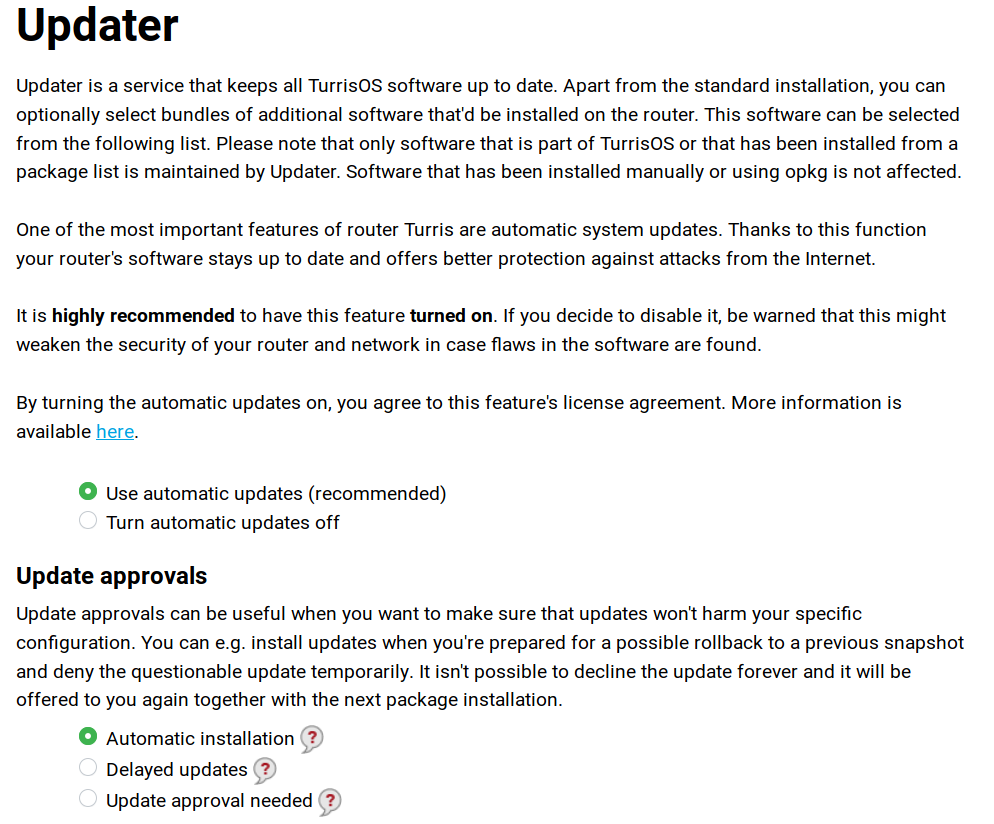 Updater
Updater is a service that keeps all TurrisOS software up to date. Apart from the standard installation, you can
optionally select bundles of additional software that'd be installed on the router. This software can be selected
from the following list. Please note that only software that is part of TurrisOS or that has been installed from a
package list is maintained by Updater. Software that has been installed manually or using opkg is not affected.
One of the most important features of router Turris are automatic system updates. Thanks to this function
your router's software stays up to date and offers better protection against attacks from the Internet.
It is highly recommended to have this feature turned on. If you decide to disable it, be warned that this might
weaken the security of your router and network in case flaws in the software are found.
By turning the automatic updates on, you agree to this feature's license agreement. More information is
available here.
Use automatic updates (recommended)
Turn automatic updates off
Update approvals
Update approvals can be useful when you want to make sure that updates won't harm your specific
configuration. You can e.g. install updates when you're prepared for a possible rollback to a previous snapshot
and deny the questionable update temporarily. It isn't possible to decline the update forever and it will be
offered to you again together with the next package installation.
Automatic installation ?
Delayed updates ?
Update approval needed ?